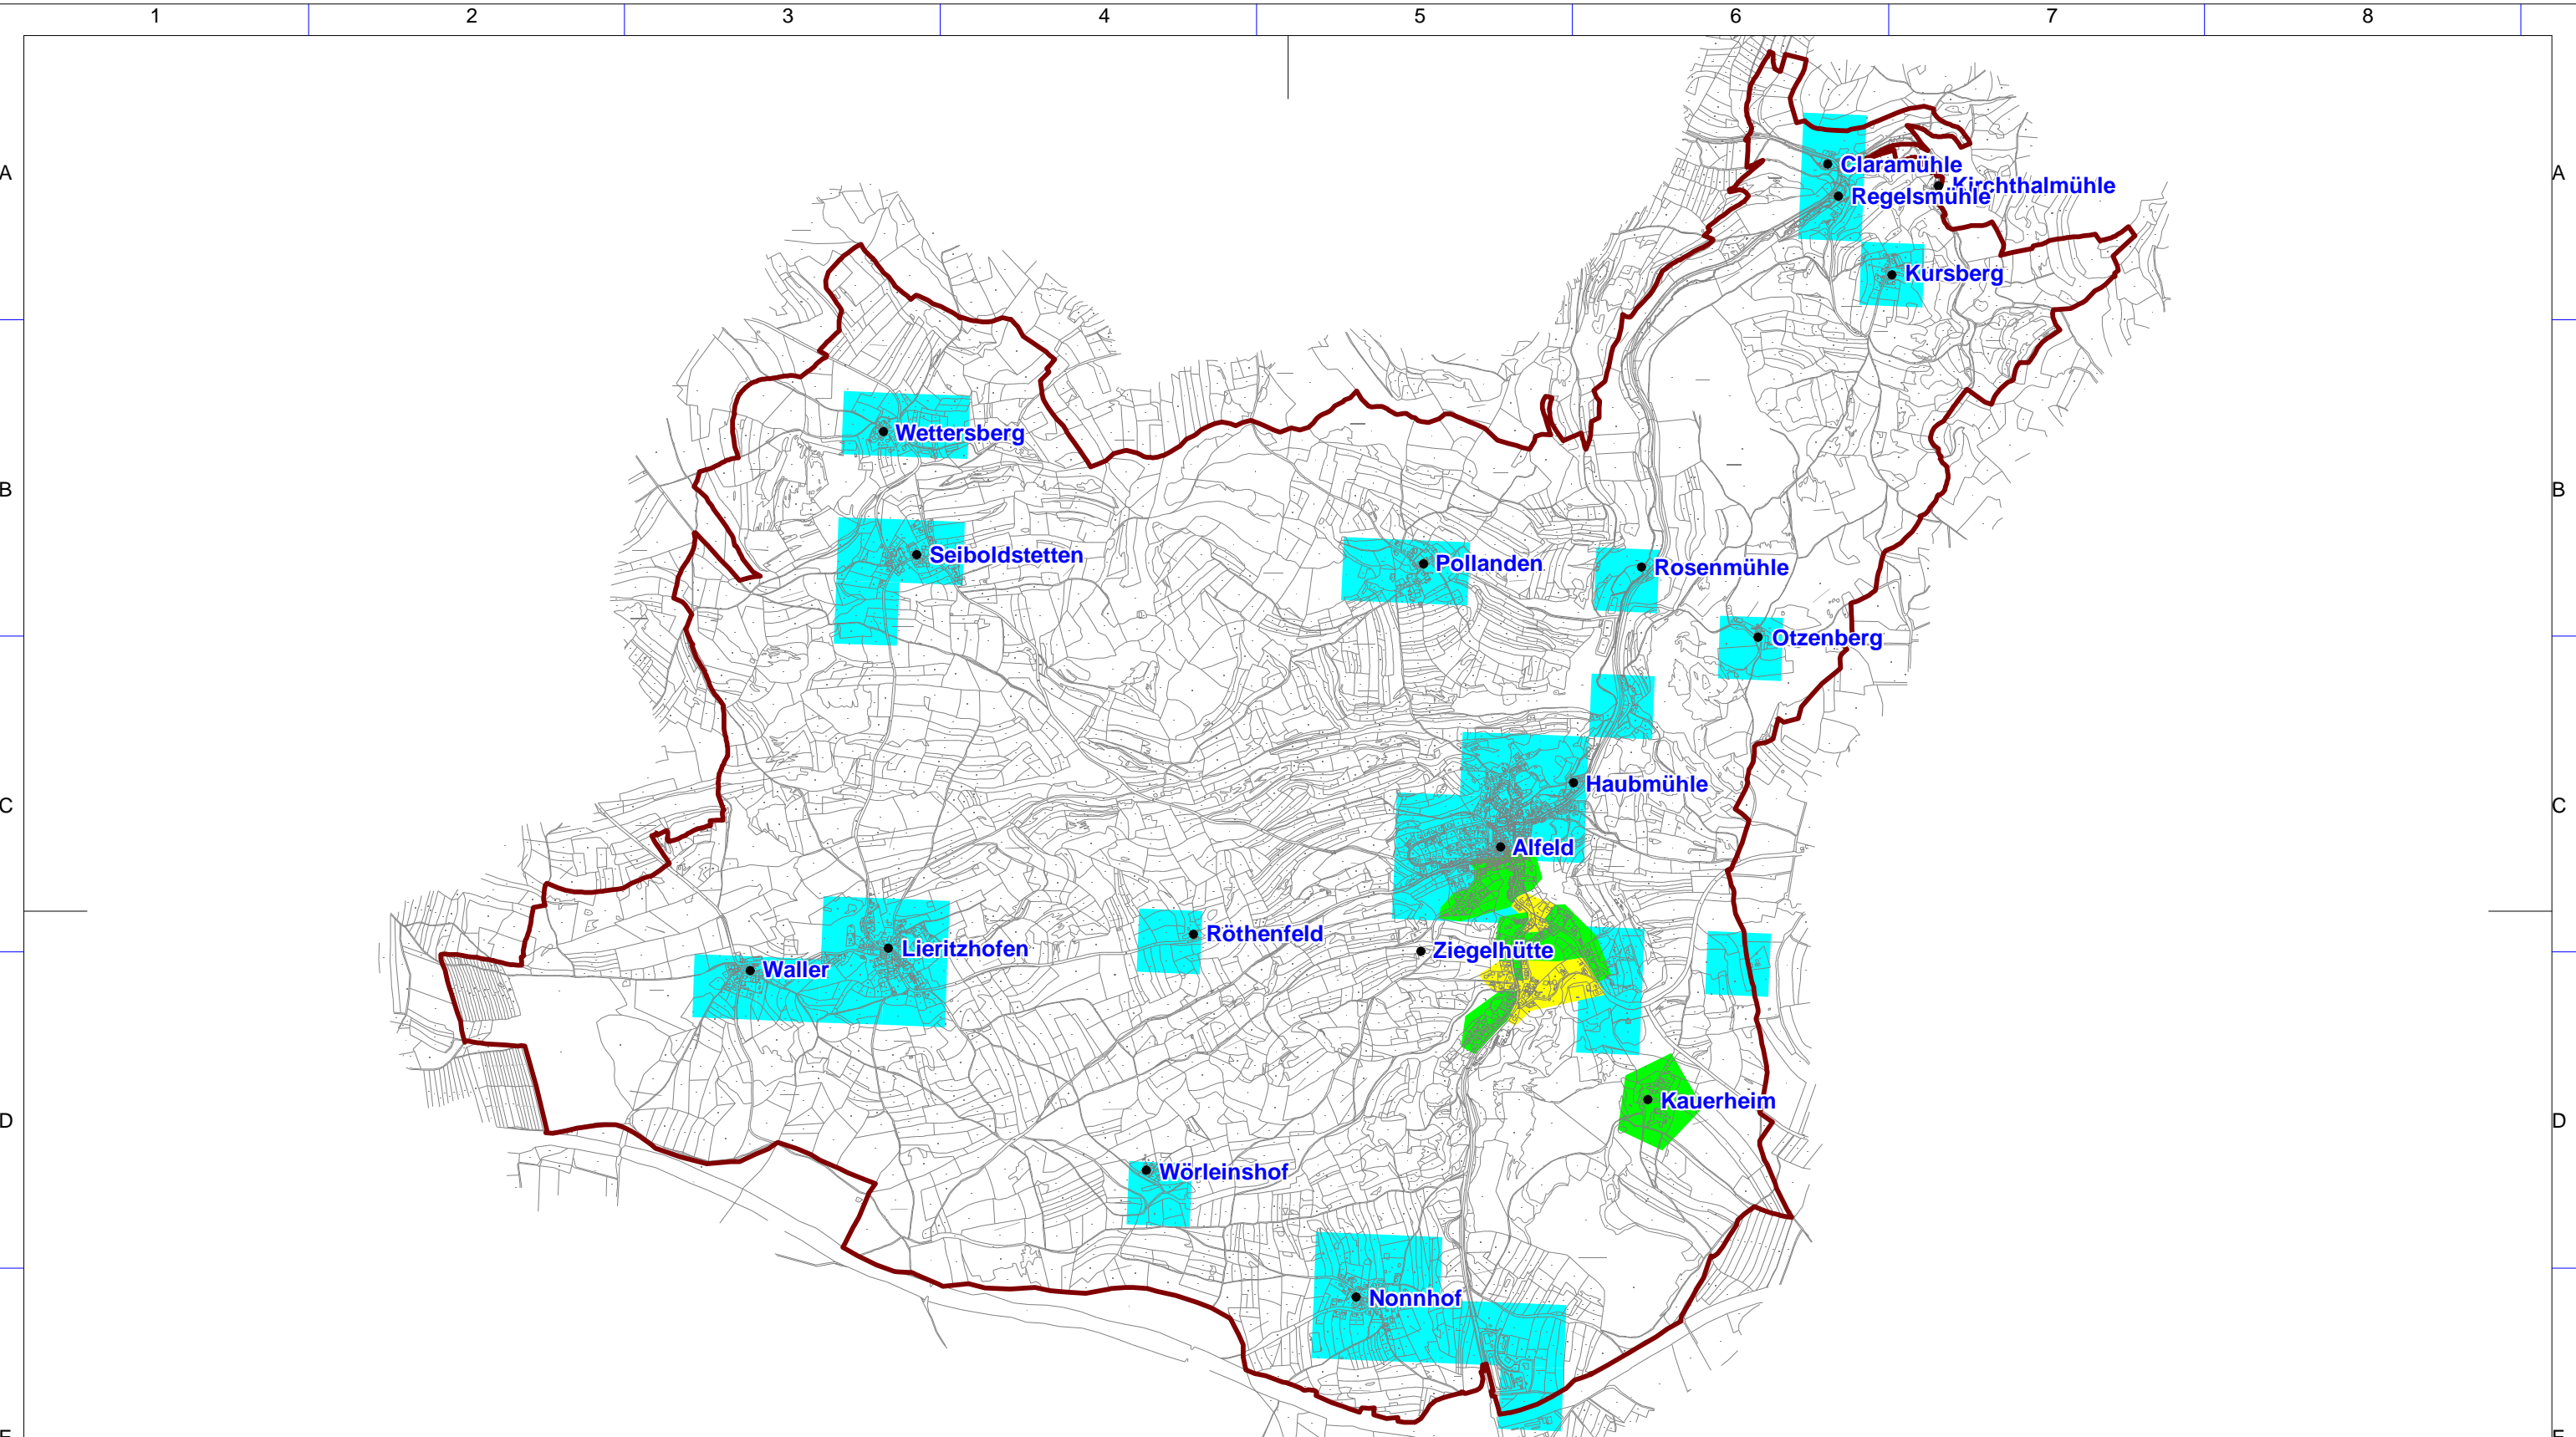 1 2 3 4 5 6 7 8
A A
Claramühle
Kirchthalmühle
Regelsmühle
Kursberg
Wettersberg
B B
Seiboldstetten
Pollanden
Rosenmühle
Otzenberg
Haubmühle
C C
Alfeld
Röthenfeld
Lieritzhofen
Ziegelhütte
Waller
Kauerheim
D D
Wörleinshof
Nonnhof
E E